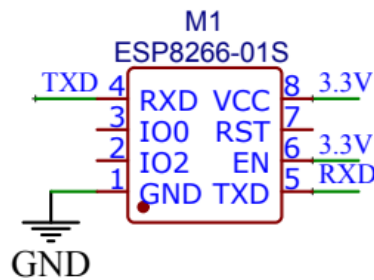 M1
ESP8266-01S
TXD 4 RXD VCC 8 3.3V
3 IO0 RST 7
2 IO2 EN 6 3.3V
1 GND TXD 5 RXD
GND